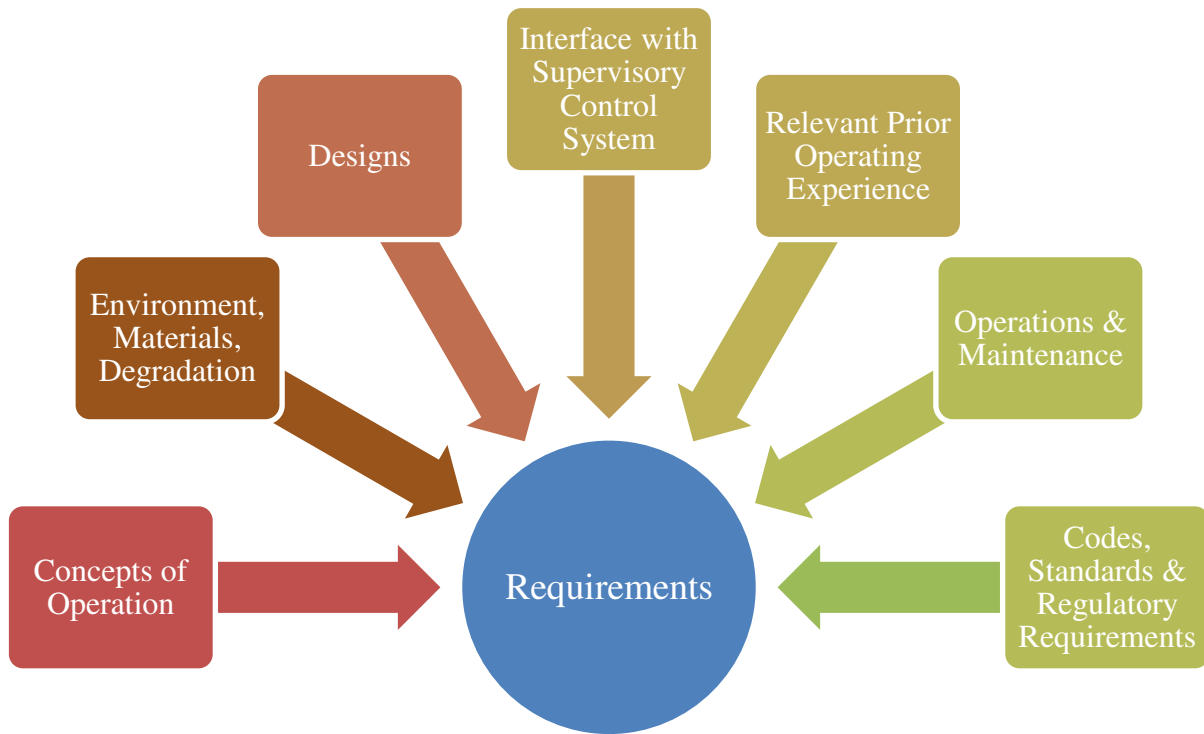 Concepts of
Operation
Environment,
Materials,
Degradation
Designs
Interface with
Supervisory
Control
System
Relevant Prior
Operating
Experience
Operations &
Maintenance
Codes,
Standards &
Regulatory
Requirements
Requirements